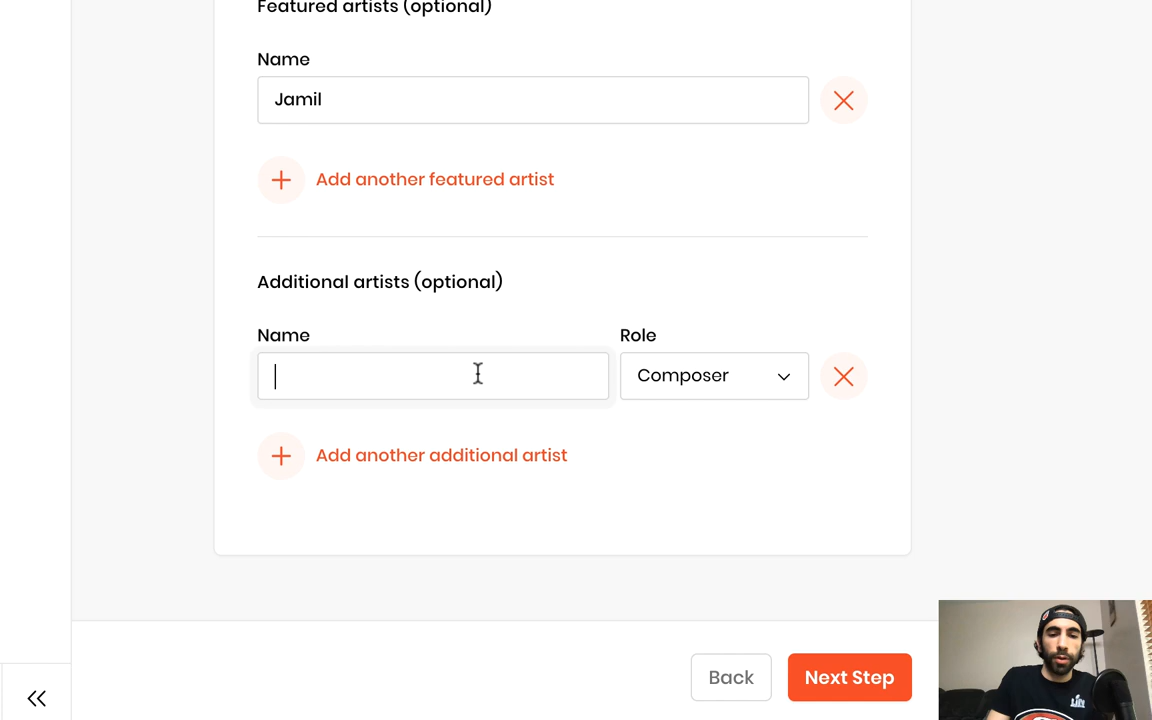 Featured artists (optional)
Name
Jamil
Add another featured artist
Additional artists (optional)
Name Role
Composer
Add another additional artist
Back Next Step